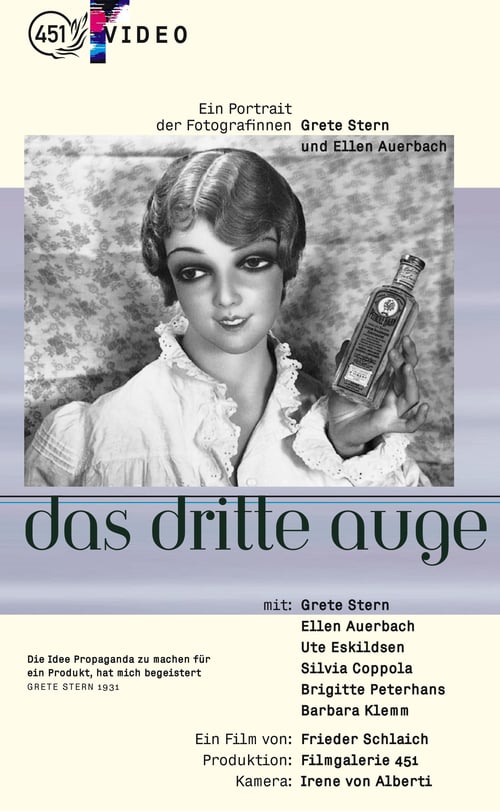 451 VIDEO
Ein Portrait
der Fotografinnen Grete Stern
und Ellen Auerbach
das dritte auge
mit: Grete Stern
Ellen Auerbach
Ute Eskildsen
Silvia Coppola
Brigitte Peterhans
Barbara Klemm
Die Idee Propaganda zu machen für
ein Produkt, hat mich begeistert
GRETE STERN 1931
Ein Film von: Frieder Schlaich
Produktion: Filmgalerie 451
Kamera: Irene von Alberti